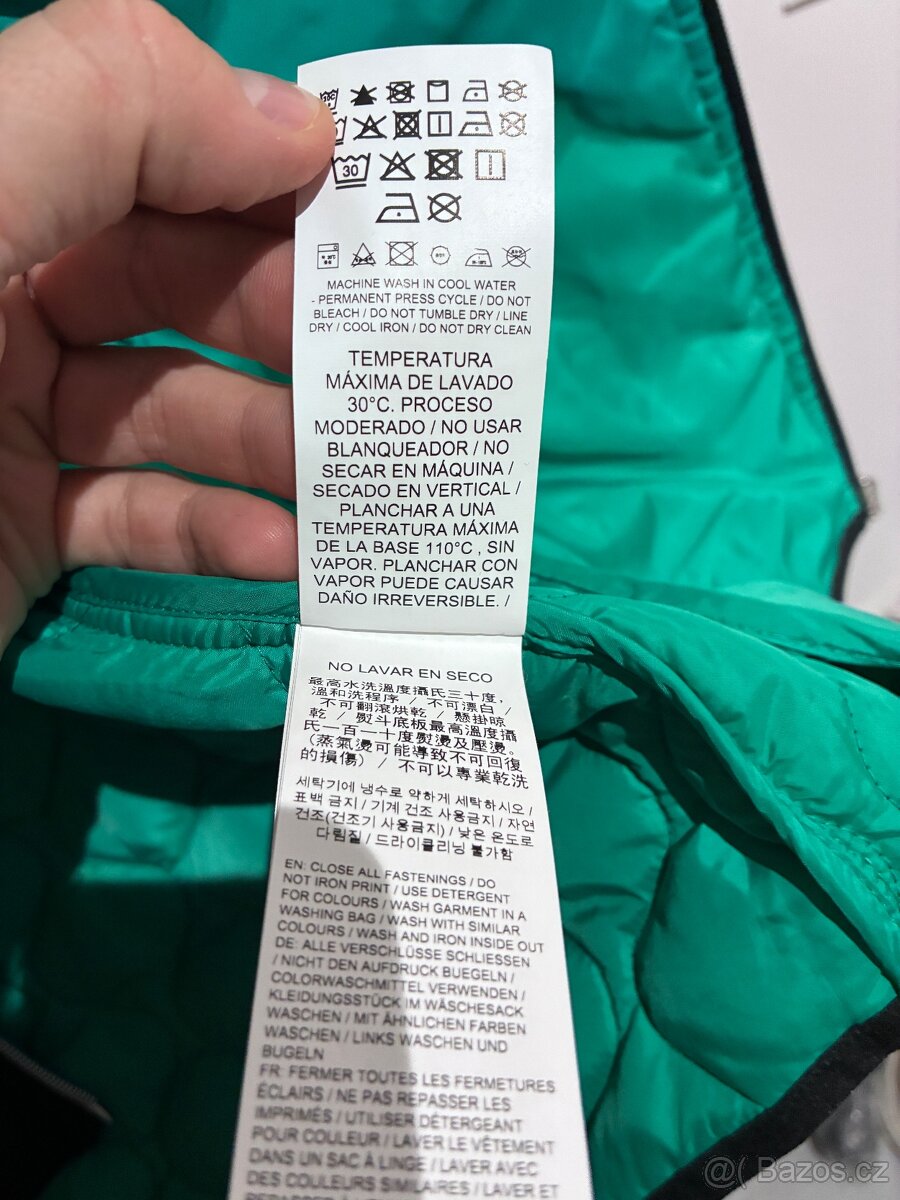 30
MACHINE WASH IN COOL WATER
- PERMANENT PRESS CYCLE / DO NOT
BLEACH / DO NOT TUMBLE DRY / LINE
DRY / COOL IRON / DO NOT DRY CLEAN
TEMPERATURA
MÁXIMA DE LAVADO
30°C. PROCESO
MODERADO / NO USAR
BLANQUEADOR / NO
SECAR EN MÁQUINA /
SECADO EN VERTICAL /
PLANCHAR A UNA
TEMPERATURA MÁXIMA
DE LA BASE 110°C , SIN
VAPOR. PLANCHAR CON
VAPOR PUEDE CAUSAR
DAÑO IRREVERSIBLE. /
NO LAVAR EN SECO
最高水洗溫度攝氏三十度,
溫和洗程序 / 不可漂白 /
不可翻滾烘乾 / 懸掛晾
乾 / 熨斗底板最高溫度攝
氏一百一十度熨燙及壓燙。
(蒸氣燙可能導致不可回復
的損傷) / 不可以專業乾洗
세탁기에 냉수로 약하게 세탁하시오 /
표백 금지 / 기계 건조 사용금지 / 자연
건조(건조기 사용금지) / 낮은 온도로
다림질 / 드라이클리닝 불가함
EN: CLOSE ALL FASTENINGS / DO
NOT IRON PRINT / USE DETERGENT
FOR COLOURS / WASH GARMENT IN A
WASHING BAG / WASH WITH SIMILAR
COLOURS / WASH AND IRON INSIDE OUT
DE: ALLE VERSCHLÜSSE SCHLIESSEN
/ NICHT DEN AUFDRUCK BUEGELN /
COLORWASCHMITTEL VERWENDEN /
KLEIDUNGSSTÜCK IM WÄSCHESACK
WASCHEN / MIT ÄHNLICHEN FARBEN
WASCHEN / LINKS WASCHEN UND
BUGELN
FR: FERMER TOUTES LES FERMETURES
ÉCLAIRS / NE PAS REPASSER LES
IMPRIMÉS / UTILISER DÉTERGEANT
POUR COULEUR / LAVER LE VÊTEMENT
DANS UN SAC À LINGE / LAVER AVEC
DES COULEURS SIMILAIRES / LAVER ET
REPASSER
@( Bazos.cz